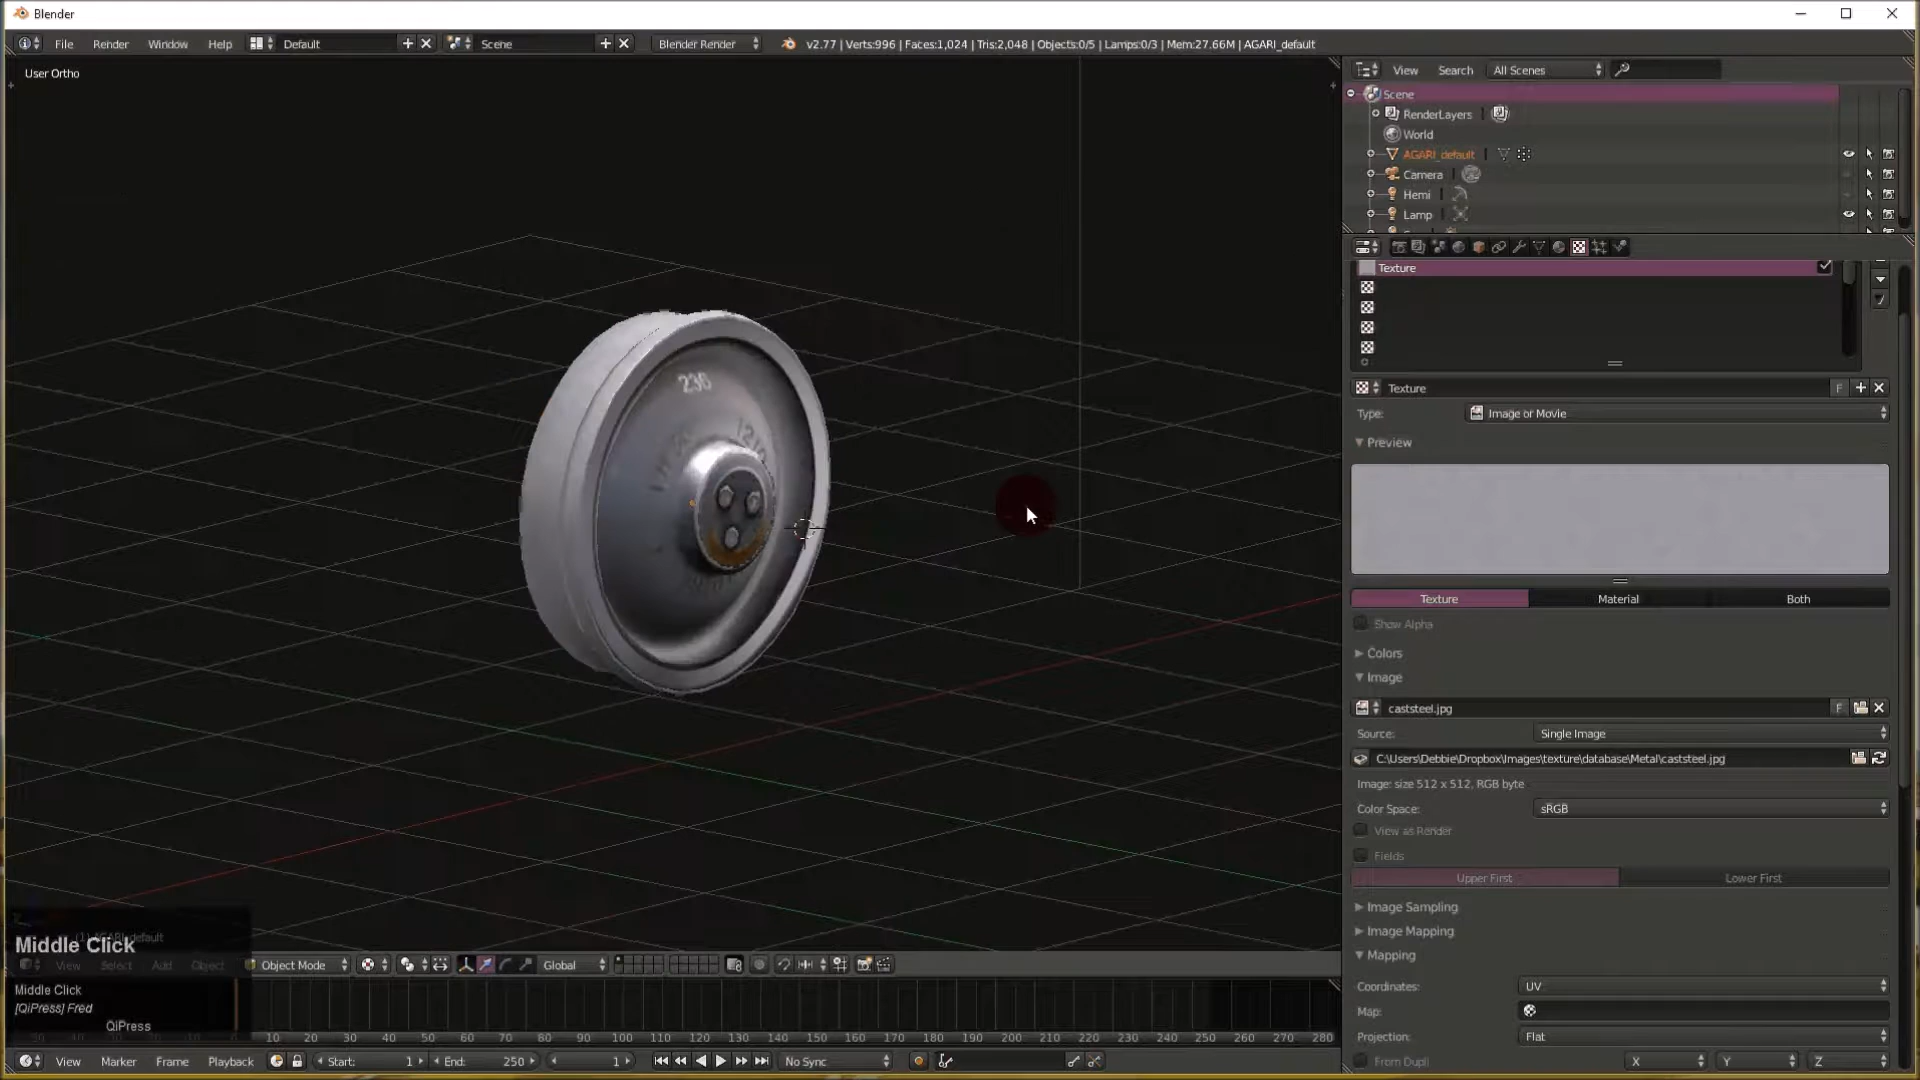 Blender
File Render Window Help Default Scene Blender Render v2.77 | Verts:996 | Faces:1,024 | Tris:2,048 | Objects:0/5 | Lamps:0/3 | Mem:27.66M | AGARI_default
User Ortho
View Search All Scenes
Scene
RenderLayers
World
AGARI_default
Camera
Hemi
Lamp
Texture
236
Texture F
Type: Image or Movie
Preview
Texture Material Both
Show Alpha
Colors
Image
caststeel.jpg F
Source: Single Image
C:\Users\Debbie\Dropbox\Images\texture\database\Metal\caststeel.jpg
Image: size 512 x 512, RGB byte
Color Space: sRGB
View as Render
Fields
Upper First Lower First
Image Sampling
Image Mapping
Mapping
Coordinates: UV
Map:
Projection: Flat
From Dupli X Y Z
(1) AGARI_default
Middle Click
View Select Add Object Object Mode Global
Middle Click
[QiPress] Fred
QiPress
10 20 30 40 50 60 70 80 90 100 110 120 130 140 150 160 170 180 190 200 210 220 230 240 250 260 270 280
View Marker Frame Playback Start: 1 End: 250 1 No Sync